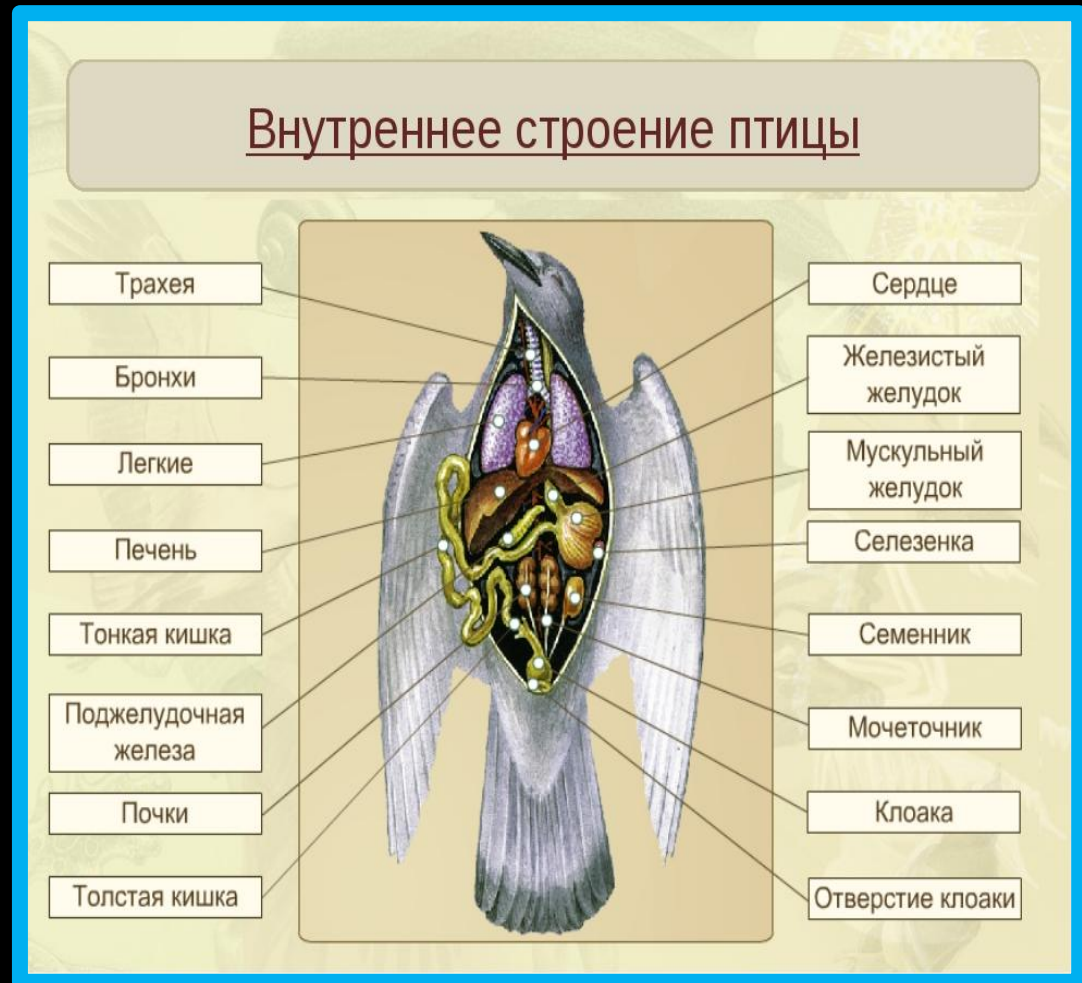 Внутреннее строение птицы
Трахея
Бронхи
Легкие
Печень
Тонкая кишка
Поджелудочная
железа
Почки
Толстая кишка
Сердце
Железистый
желудок
Мускульный
желудок
Селезенка
Семенник
Мочеточник
Клоака
Отверстие клоаки